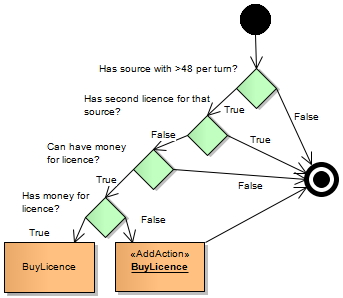 Has source with >48 per turn?
Has second licence for that
source?
True
False
False
True
Can have money
for licence?
True
False
Has money for
licence?
True
False
BuyLicence
«AddAction»
BuyLicence